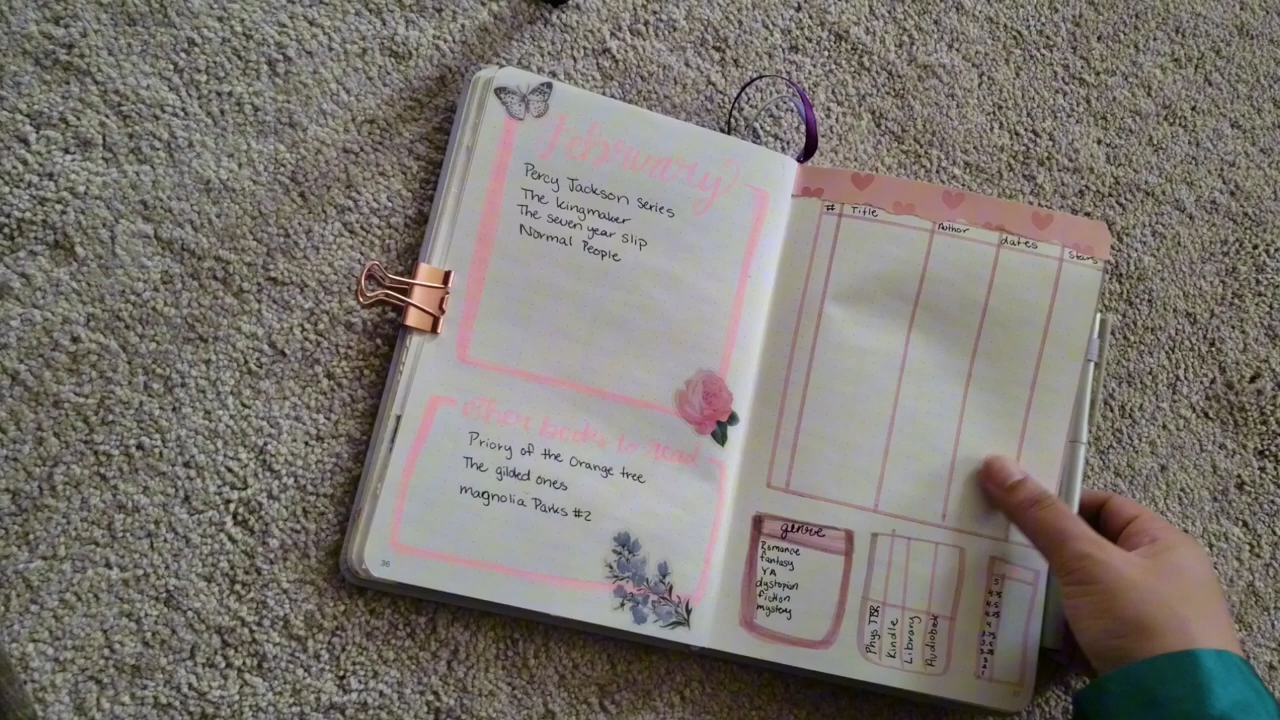 February
Percy Jackson Series
The kingmaker
The seven year slip
Normal People
other books to read
Priory of the Orange tree
The gilded ones
magnolia Parks #2
36
# Title Author dates Stars
genre
Romance
fantasy
YA
dystopian
fiction
mystery
Phys TBR
Kindle
Library
Audiobook